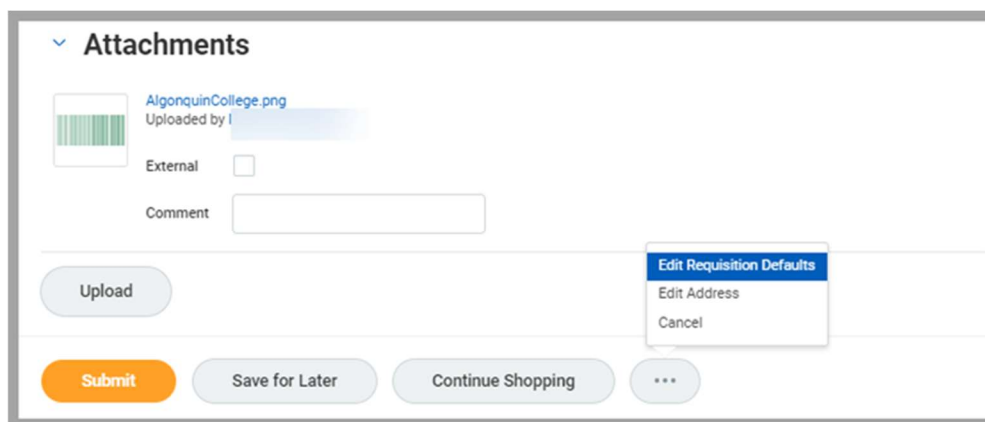 Attachments
AlgonquinCollege.png
Uploaded by
External
Comment
Edit Requisition Defaults
Edit Address
Cancel
Upload
Submit
Save for Later
Continue Shopping